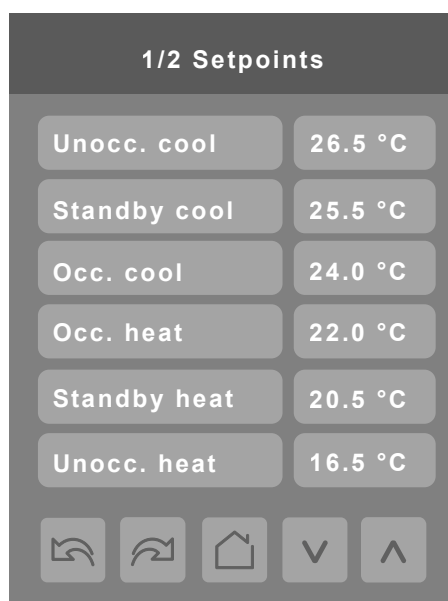 1/2 Setpoints
Unocc. cool 26.5 °C
Standby cool 25.5 °C
Occ. cool 24.0 °C
Occ. heat 22.0 °C
Standby heat 20.5 °C
Unocc. heat 16.5 °C